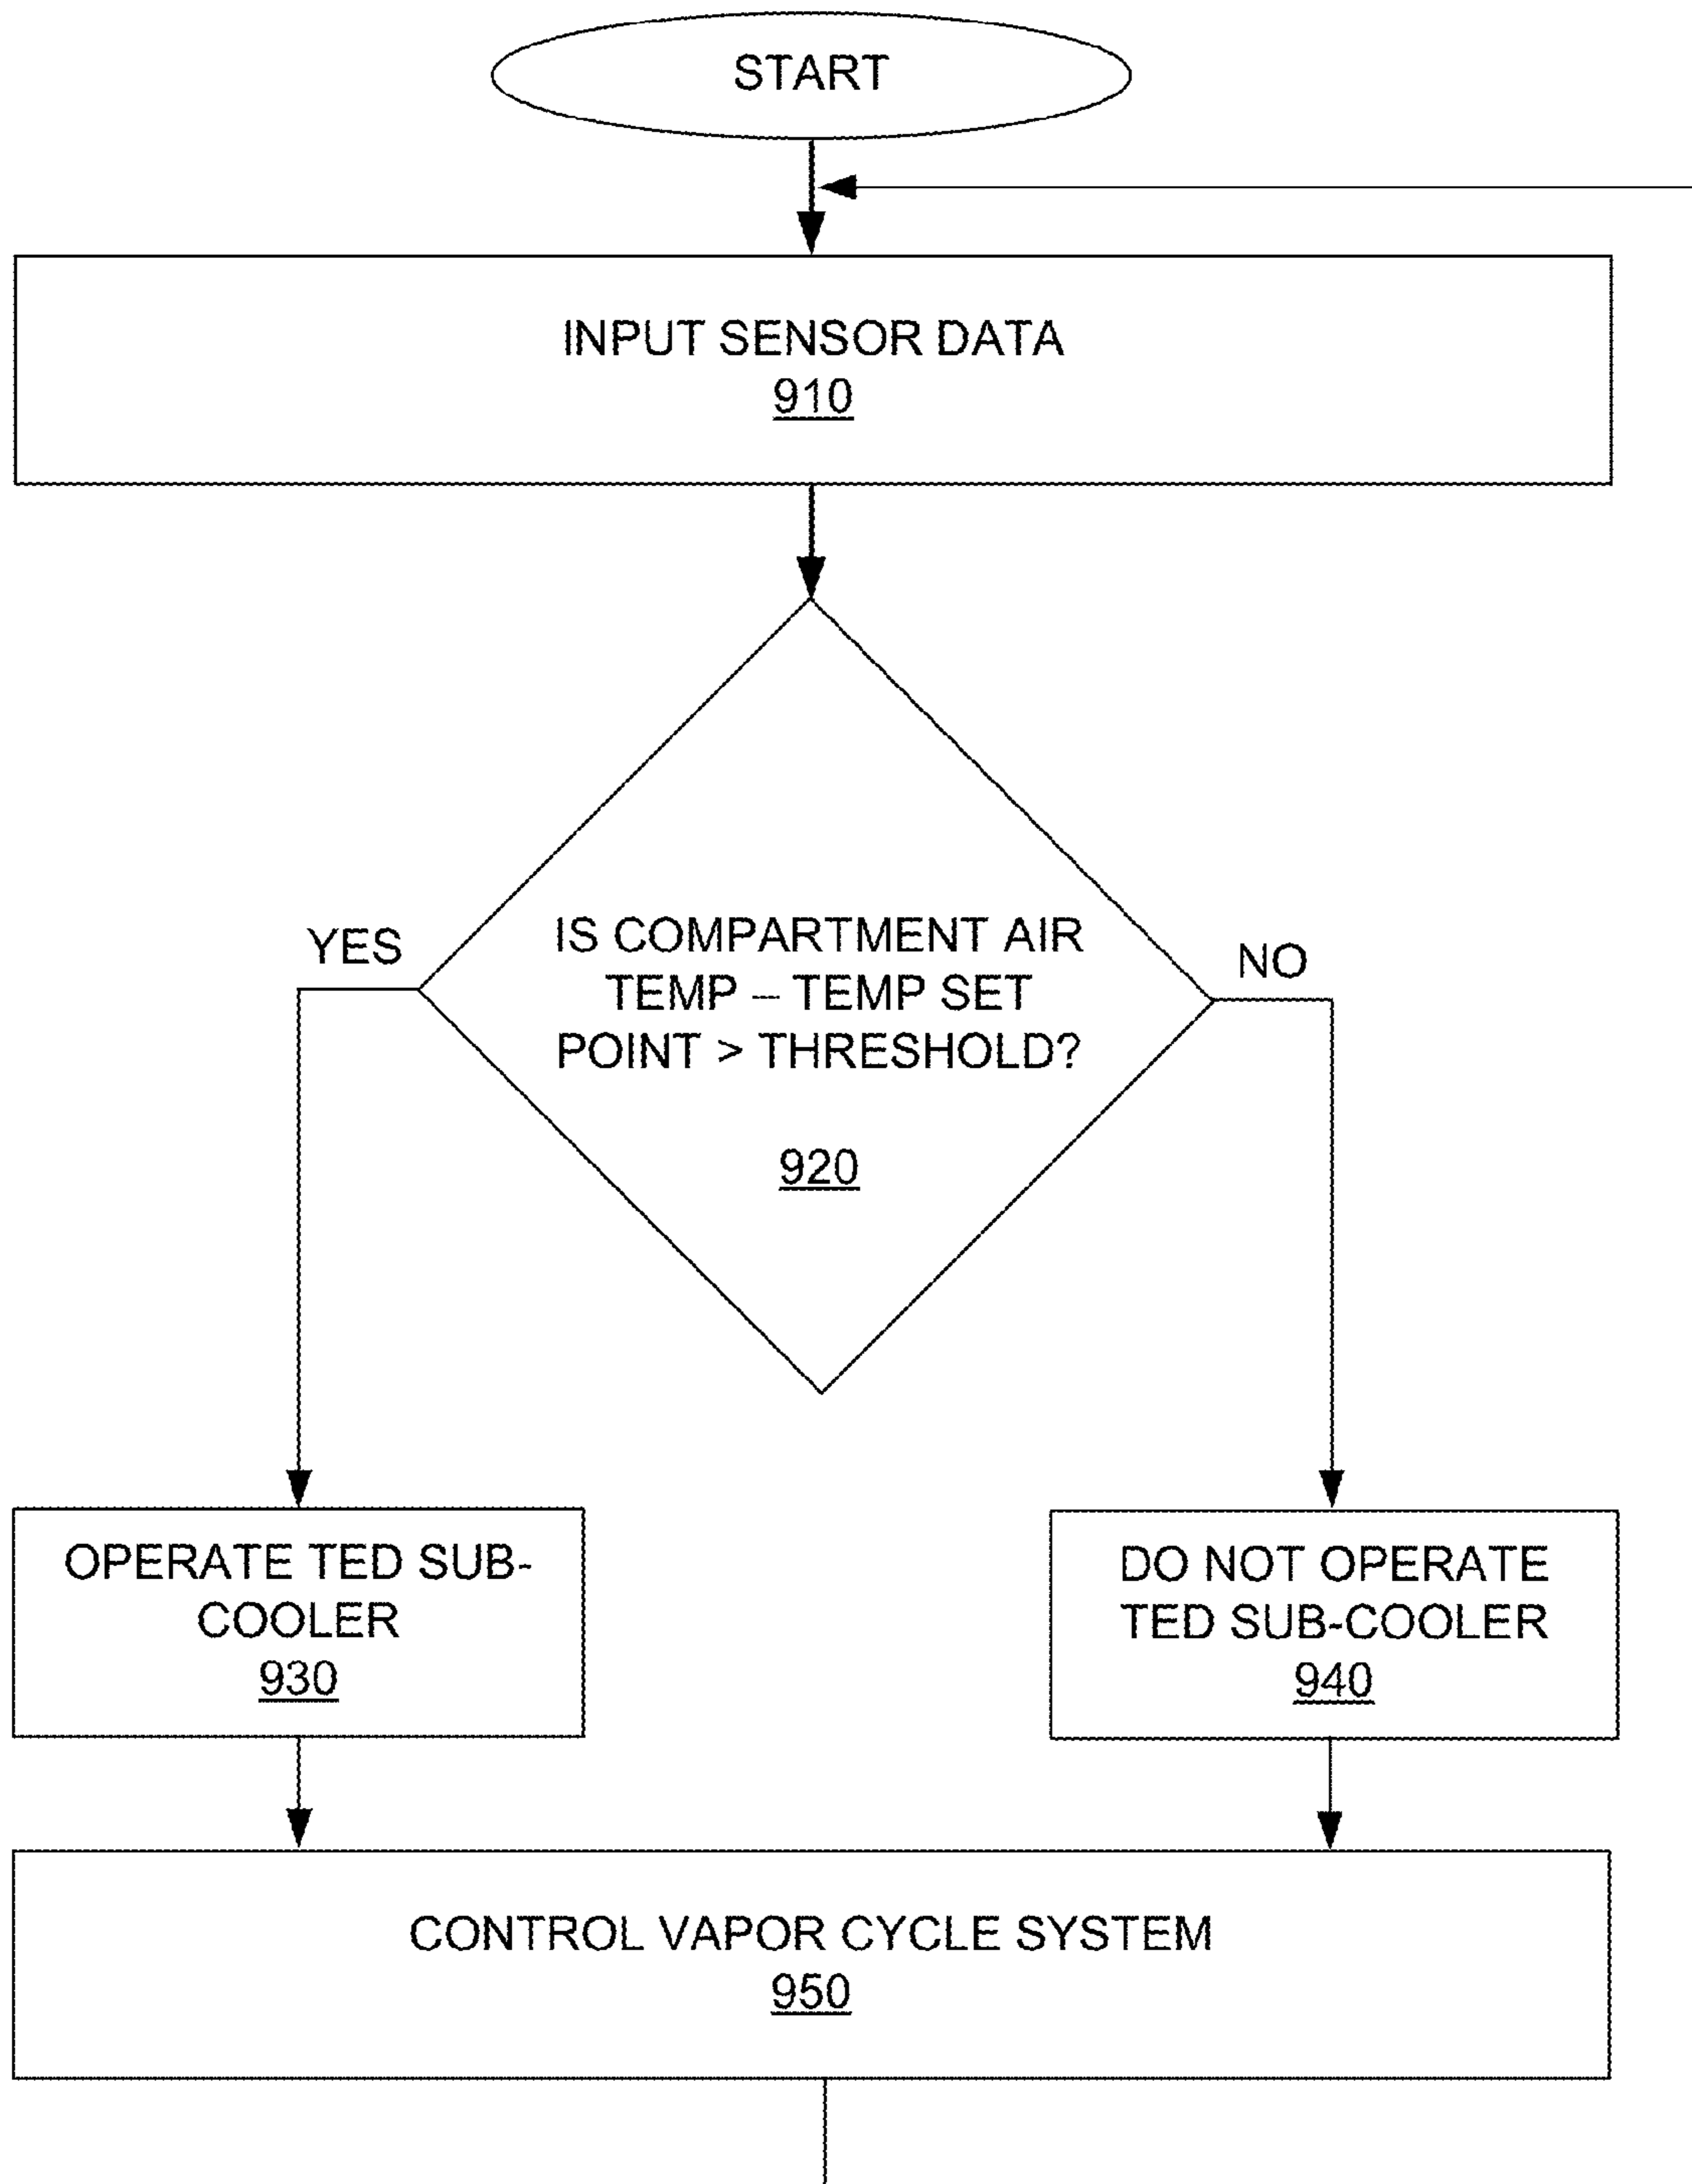 START
INPUT SENSOR DATA
910
IS COMPARTMENT AIR
TEMP – TEMP SET
POINT > THRESHOLD?
920
YES
NO
OPERATE TED SUB-
COOLER
930
DO NOT OPERATE
TED SUB-COOLER
940
CONTROL VAPOR CYCLE SYSTEM
950